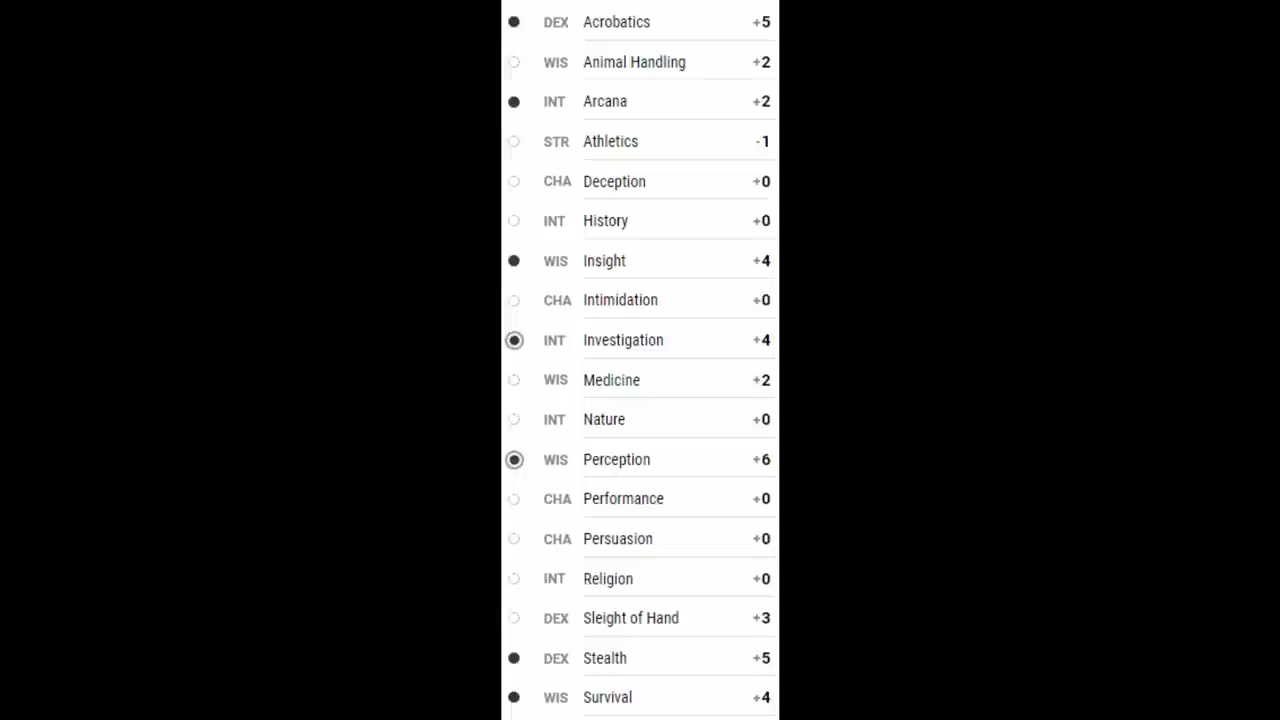 DEX Acrobatics +5
WIS Animal Handling +2
INT Arcana +2
STR Athletics -1
CHA Deception +0
INT History +0
WIS Insight +4
CHA Intimidation +0
INT Investigation +4
WIS Medicine +2
INT Nature +0
WIS Perception +6
CHA Performance +0
CHA Persuasion +0
INT Religion +0
DEX Sleight of Hand +3
DEX Stealth +5
WIS Survival +4